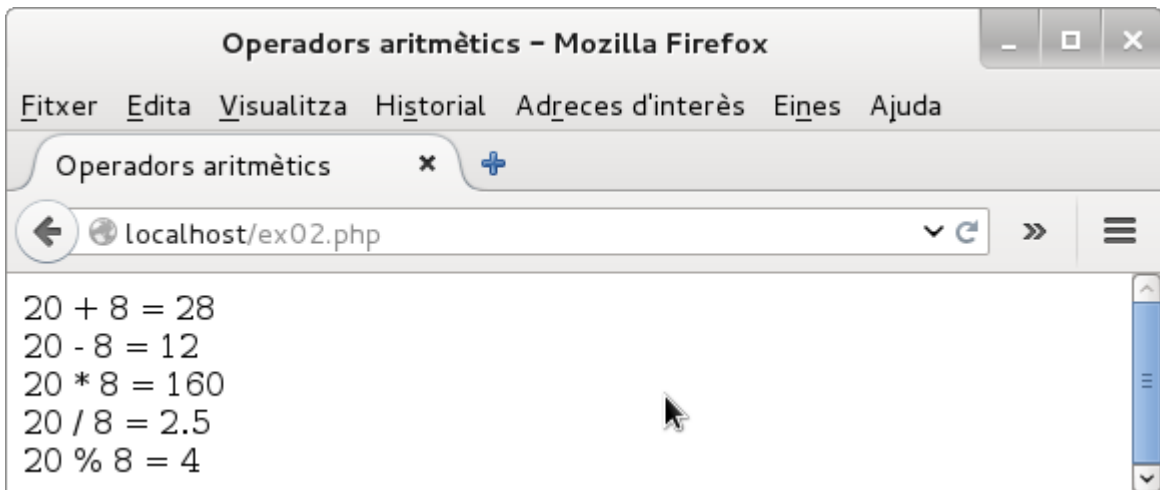 Operadors aritmètics - Mozilla Firefox
Fitxer Edita Visualitza Historial Adreces d'interès Eines Ajuda
Operadors aritmètics
localhost/ex02.php
20 + 8 = 28
20 - 8 = 12
20 * 8 = 160
20 / 8 = 2.5
20 % 8 = 4